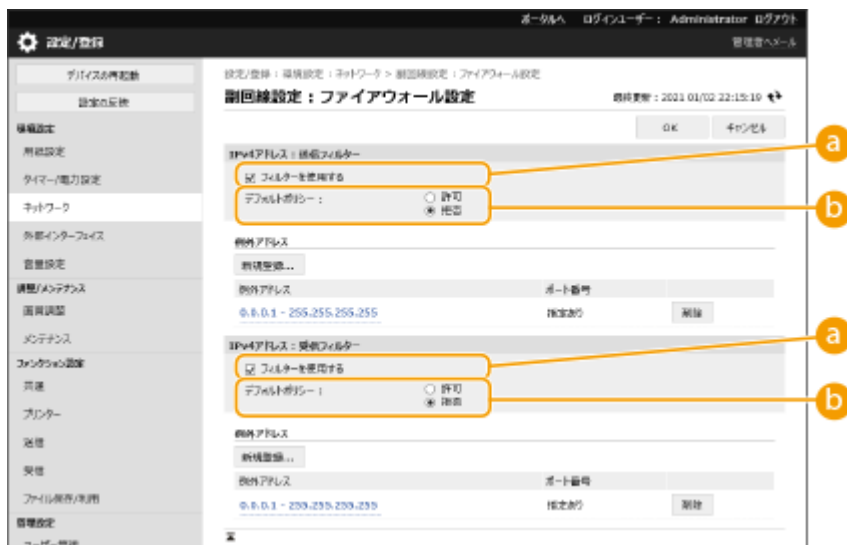 ポータルへ ログインユーザー： Administrator ログアウト
設定/登録 管理者へメール
デバイスの再起動
設定の反映
環境設定
用紙設定
タイマー/電力設定
ネットワーク
外部インターフェイス
音量設定
調整/メンテナンス
画質調整
メンテナンス
ファンクション設定
共通
プリンター
送信
受信
ファイル保存/利用
管理設定
ユーザー管理
設定/登録 : 環境設定 : ネットワーク > 副回線設定 : ファイアウォール設定
副回線設定 : ファイアウォール設定 最終更新 : 2021 01/02 22:15:19
OK キャンセル
IPv4アドレス : 送信フィルター
フィルターを使用する a
デフォルトポリシー : 許可
拒否 b
例外アドレス
新規登録...
例外アドレス ポート番号
0.0.0.1 - 255.255.255.255 指定あり 削除
IPv4アドレス : 受信フィルター
フィルターを使用する a
デフォルトポリシー : 許可
拒否 b
例外アドレス
新規登録...
例外アドレス ポート番号
0.0.0.1 - 255.255.255.255 指定あり 削除